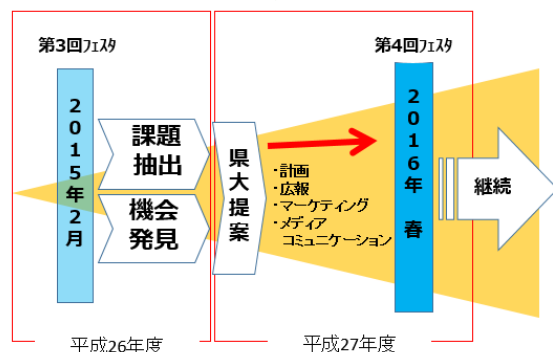 第3回フェスタ
2015年2月
課題
抽出
機会
発見
県大提案
・計画
・広報
・マーケティング
・メディア
コミュニケーション
第4回フェスタ
2016年 春
継続
平成26年度
平成27年度